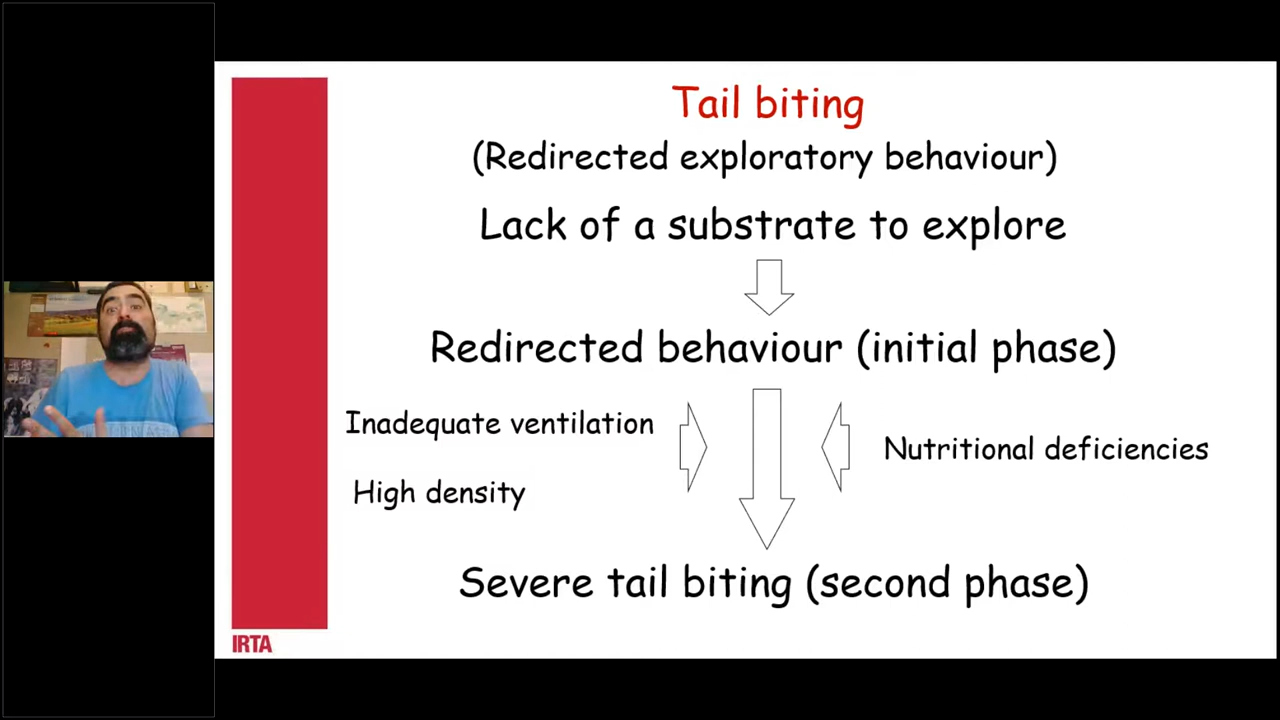 Tail biting
(Redirected exploratory behaviour)
Lack of a substrate to explore
Redirected behaviour (initial phase)
Inadequate ventilation
Nutritional deficiencies
High density
Severe tail biting (second phase)
IRTA